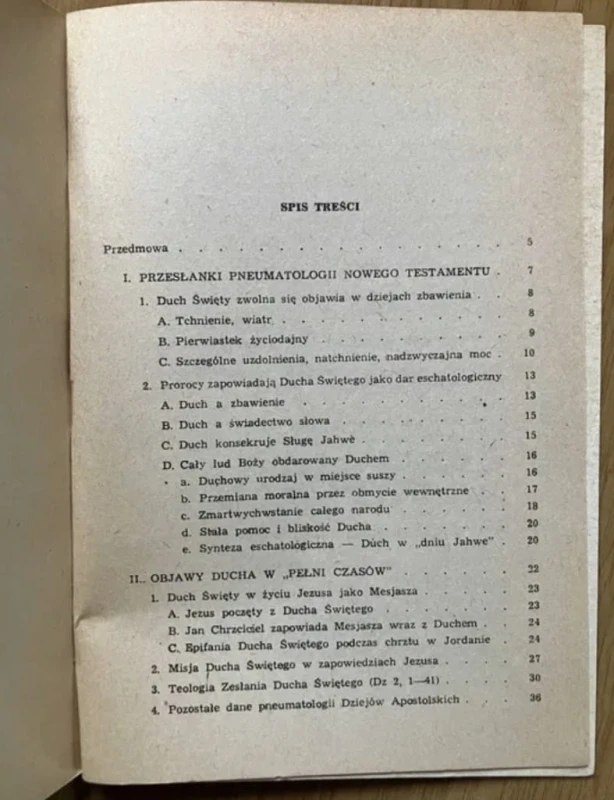 SPIS TREŚCI
Przedmowa . . . . . . . . . . . . . 5
I. PRZESŁANKI PNEUMATOLOGII NOWEGO TESTAMENTU . 7
1. Duch Święty zwolna się objawia w dziejach zbawienia . . 8
A. Tchnienie, wiatr . . . . . . . . . 8
B. Pierwiastek życiodajny . . . . . . . . 9
C. Szczególne uzdolnienia, natchnienie, nadzwyczajna moc . 10
2. Prorocy zapowiadają Ducha Świętego jako dar eschatologiczny 13
A. Duch a zbawienie . . . . . . . . 13
B. Duch a świadectwo słowa . . . . . . . 15
C. Duch konsekruje Sługę Jahwe . . . . . . 15
D. Cały lud Boży obdarowany Duchem . . . . . 16
a. Duchowy urodzaj w miejsce suszy . . . . . 16
b. Przemiana moralna przez obmycie wewnętrzne . . 17
c. Zmartwychwstanie całego narodu . . . . . 18
d. Stała pomoc i bliskość Ducha . . . . . . 20
e. Synteza eschatologiczna — Duch w „dniu Jahwe" . 20
II. OBJAWY DUCHA W „PEŁNI CZASÓW" . . . . . 22
1. Duch Święty w życiu Jezusa jako Mesjasza . . . . 23
A. Jezus poczęty z Ducha Świętego . . . . . 23
B. Jan Chrzciciel zapowiada Mesjasza wraz z Duchem . . 24
C. Epifania Ducha Świętego podczas chrztu w Jordanie . 24
2. Misja Ducha Świętego w zapowiedziach Jezusa . . . . 27
3. Teologia Zesłania Ducha Świętego (Dz 2, 1—41) . . . . 30
4. Pozostałe dane pneumatologii Dziejów Apostolskich . . . 36